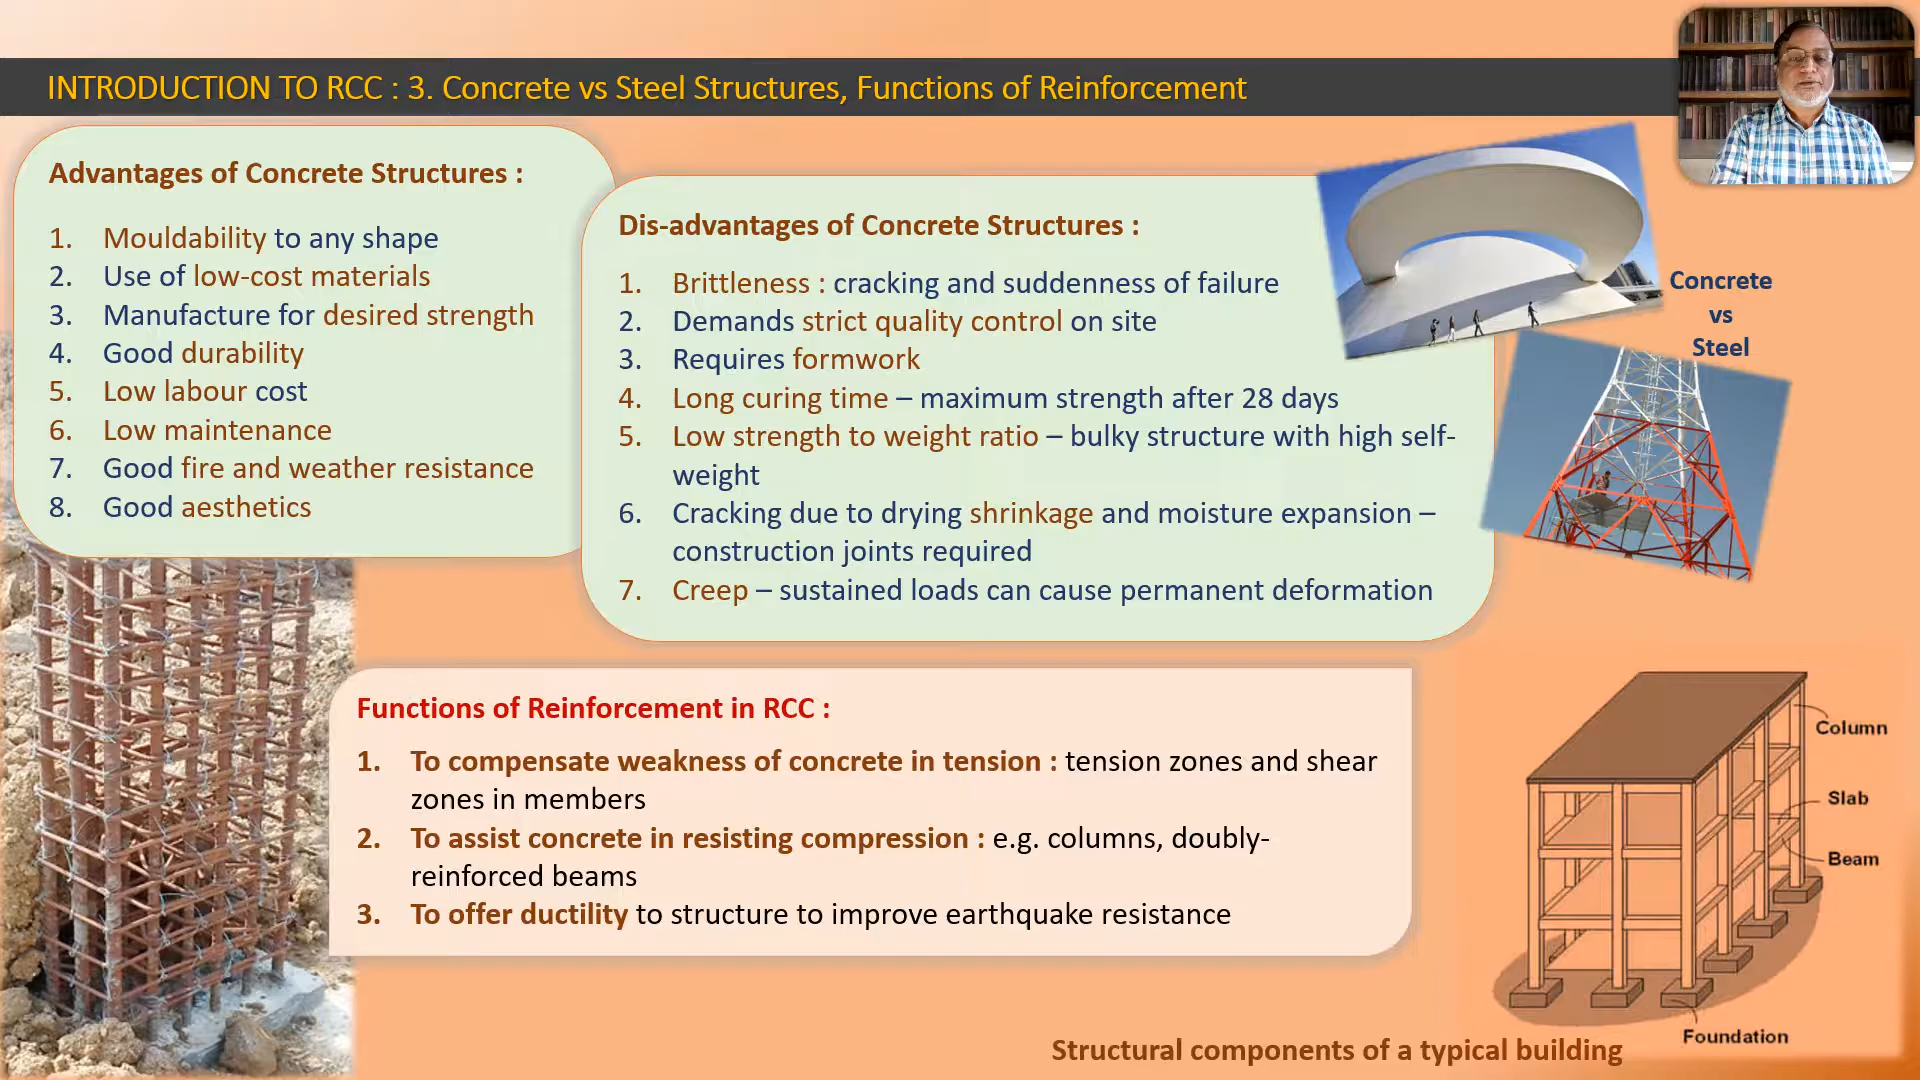 INTRODUCTION TO RCC : 3. Concrete vs Steel Structures, Functions of Reinforcement
Advantages of Concrete Structures :
1. Mouldability to any shape
2. Use of low-cost materials
3. Manufacture for desired strength
4. Good durability
5. Low labour cost
6. Low maintenance
7. Good fire and weather resistance
8. Good aesthetics
Dis-advantages of Concrete Structures :
1. Brittleness : cracking and suddenness of failure
2. Demands strict quality control on site
3. Requires formwork
4. Long curing time – maximum strength after 28 days
5. Low strength to weight ratio – bulky structure with high self-
weight
6. Cracking due to drying shrinkage and moisture expansion –
construction joints required
7. Creep – sustained loads can cause permanent deformation
Concrete
vs
Steel
Functions of Reinforcement in RCC :
1. To compensate weakness of concrete in tension : tension zones and shear
zones in members
2. To assist concrete in resisting compression : e.g. columns, doubly-
reinforced beams
3. To offer ductility to structure to improve earthquake resistance
Column
Slab
Beam
Foundation
Structural components of a typical building